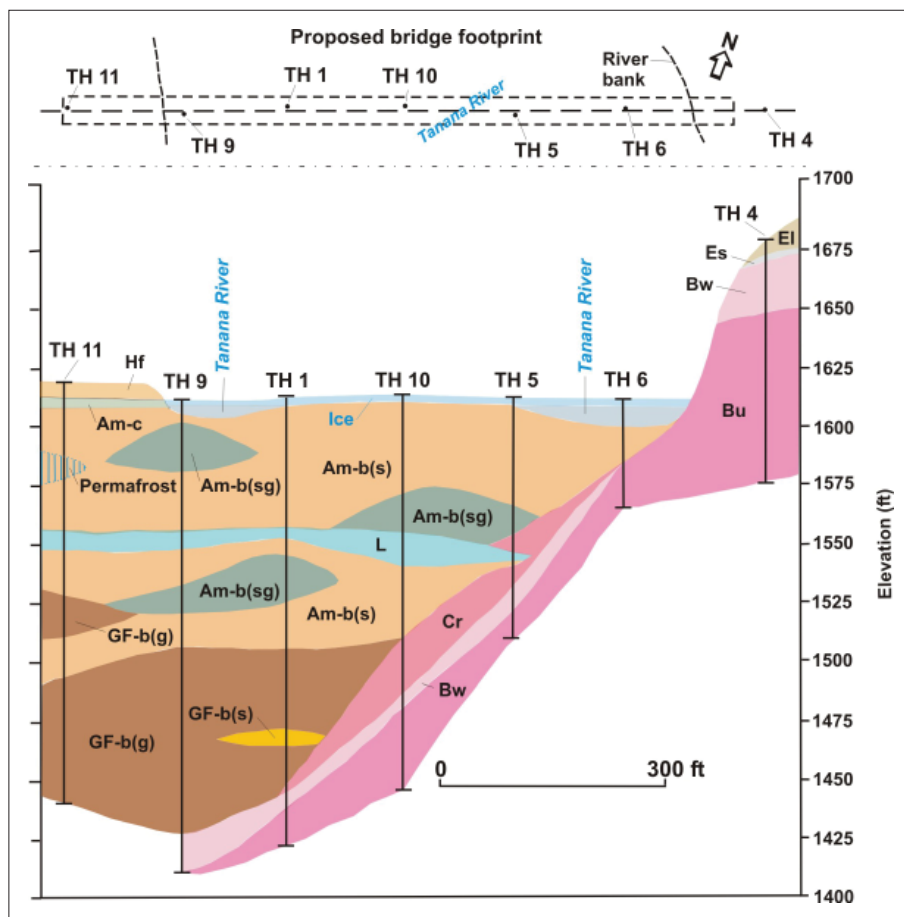 Proposed bridge footprint
N
River
bank
TH 11
TH 1
TH 10
Tanana River
TH 9
TH 5
TH 6
TH 4
1700
TH 4
El
1675
Es
Bw
1650
Tanana River
Tanana River
TH 11
Hf
TH 9
TH 1
TH 10
TH 5
TH 6
1625
Ice
Bu
Am-c
1600
Permafrost
Am-b(sg)
Am-b(s)
1575
Am-b(sg)
L
1550
Am-b(sg)
Am-b(s)
1525
GF-b(g)
Cr
1500
Bw
GF-b(s)
GF-b(g)
1475
0
300 ft
1450
1425
1400
Elevation (ft)